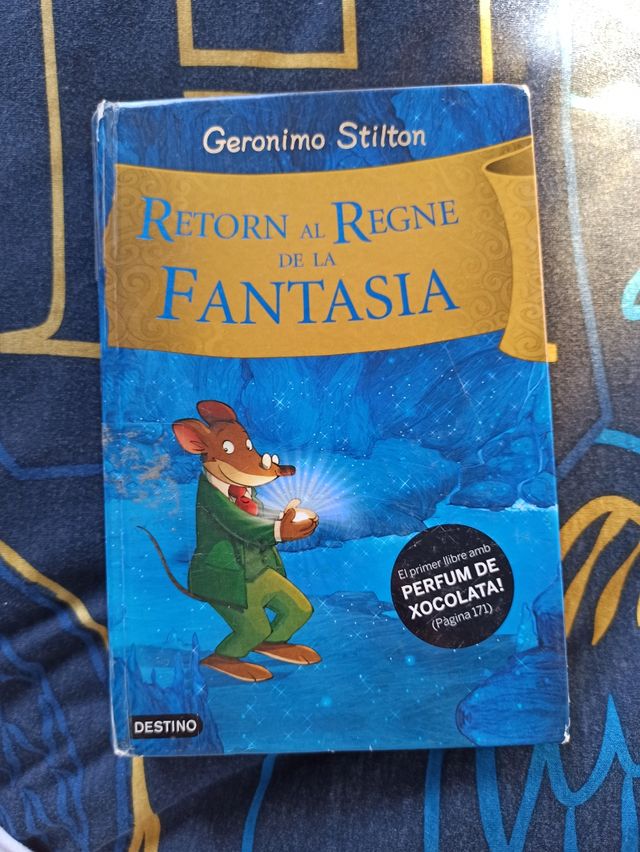 Geronimo Stilton
RETORN AL REGNE
DE LA
FANTASIA
El primer llibre amb
PERFUM DE
XOCOLATA!
(Pàgina 171)
DESTINO